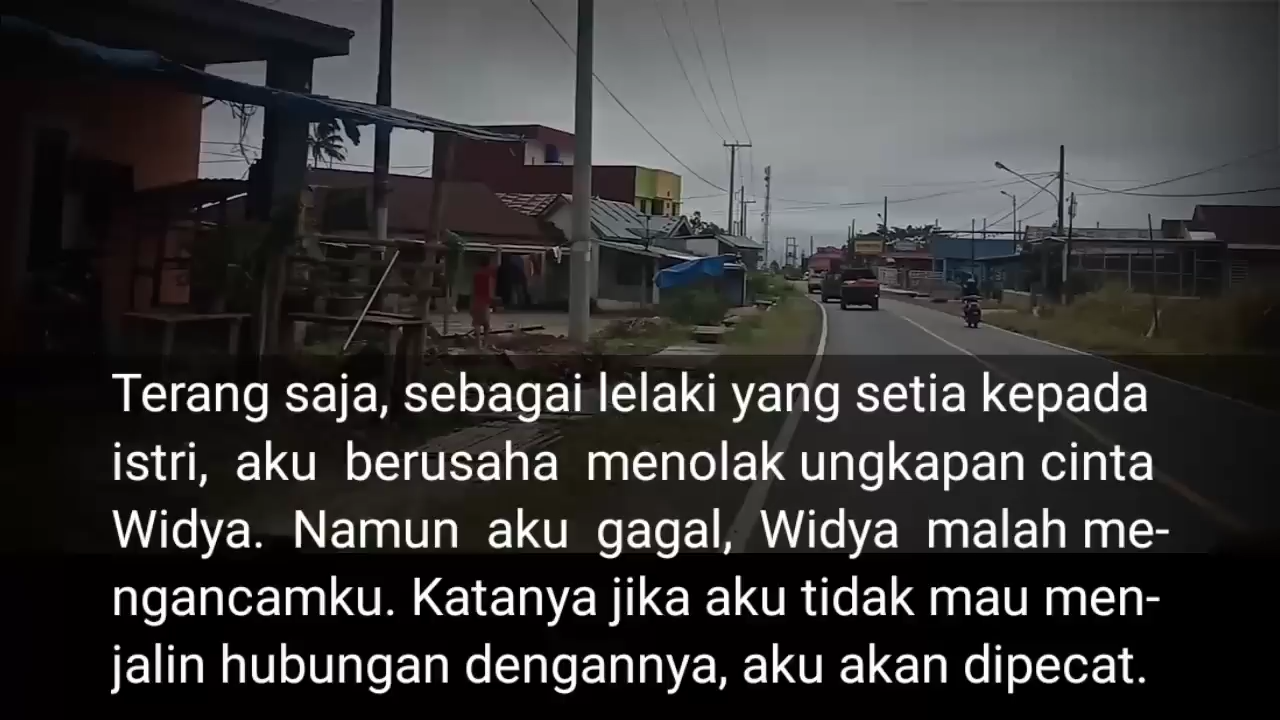 Terang saja, sebagai lelaki yang setia kepada
istri, aku berusaha menolak ungkapan cinta
Widya. Namun aku gagal, Widya malah me-
ngancamku. Katanya jika aku tidak mau men-
jalin hubungan dengannya, aku akan dipecat.